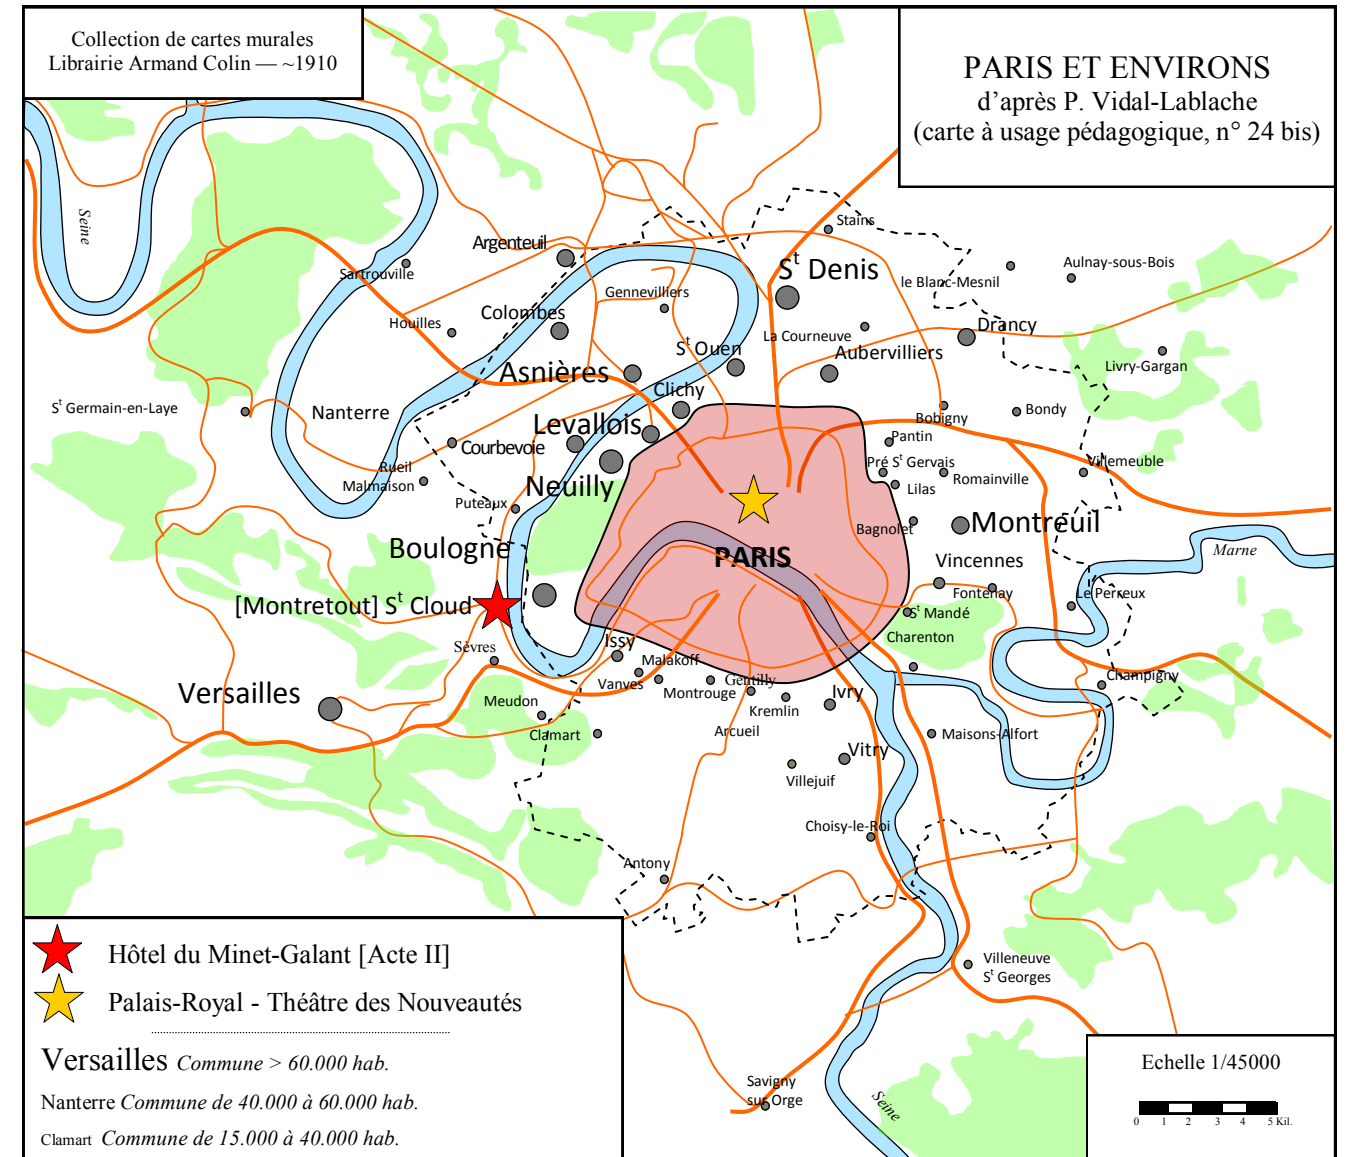 Collection de cartes murales
Librairie Armand Colin — ~1910
PARIS ET ENVIRONS
d’après P. Vidal-Lablache
(carte à usage pédagogique, n° 24 bis)
Seine
Stains
Argenteuil
Sartrouville
St Denis
Aulnay-sous-Bois
le Blanc-Mesnil
Gennevilliers
Colombes
Houilles
La Courneuve
Drancy
St Ouen
Aubervilliers
Livry-Gargan
Asnières
Clichy
St Germain-en-Laye
Nanterre
Bobigny
Bondy
Levallois
Pantin
Courbevoie
Rueil
Malmaison
Pré St Gervais
Villemeuble
Romainville
Neuilly
Lilas
Puteaux
Bagnolet
Montreuil
Boulogne
PARIS
Marne
Vincennes
Fontenay
Le Perreux
[Montretout] St Cloud
St Mandé
Charenton
Sèvres
Issy
Malakoff
Vanves
Montrouge
Gentilly
Champigny
Versailles
Meudon
Kremlin
Ivry
Clamart
Arcueil
Maisons-Alfort
Vitry
Villejuif
Choisy-le-Roi
Antony
Villeneuve
St Georges
Savigny
sur Orge
Seine
Hôtel du Minet-Galant [Acte II]
Palais-Royal - Théâtre des Nouveautés
Versailles Commune > 60.000 hab.
Nanterre Commune de 40.000 à 60.000 hab.
Clamart Commune de 15.000 à 40.000 hab.
Echelle 1/45000
0 1 2 3 4 5 Kil.